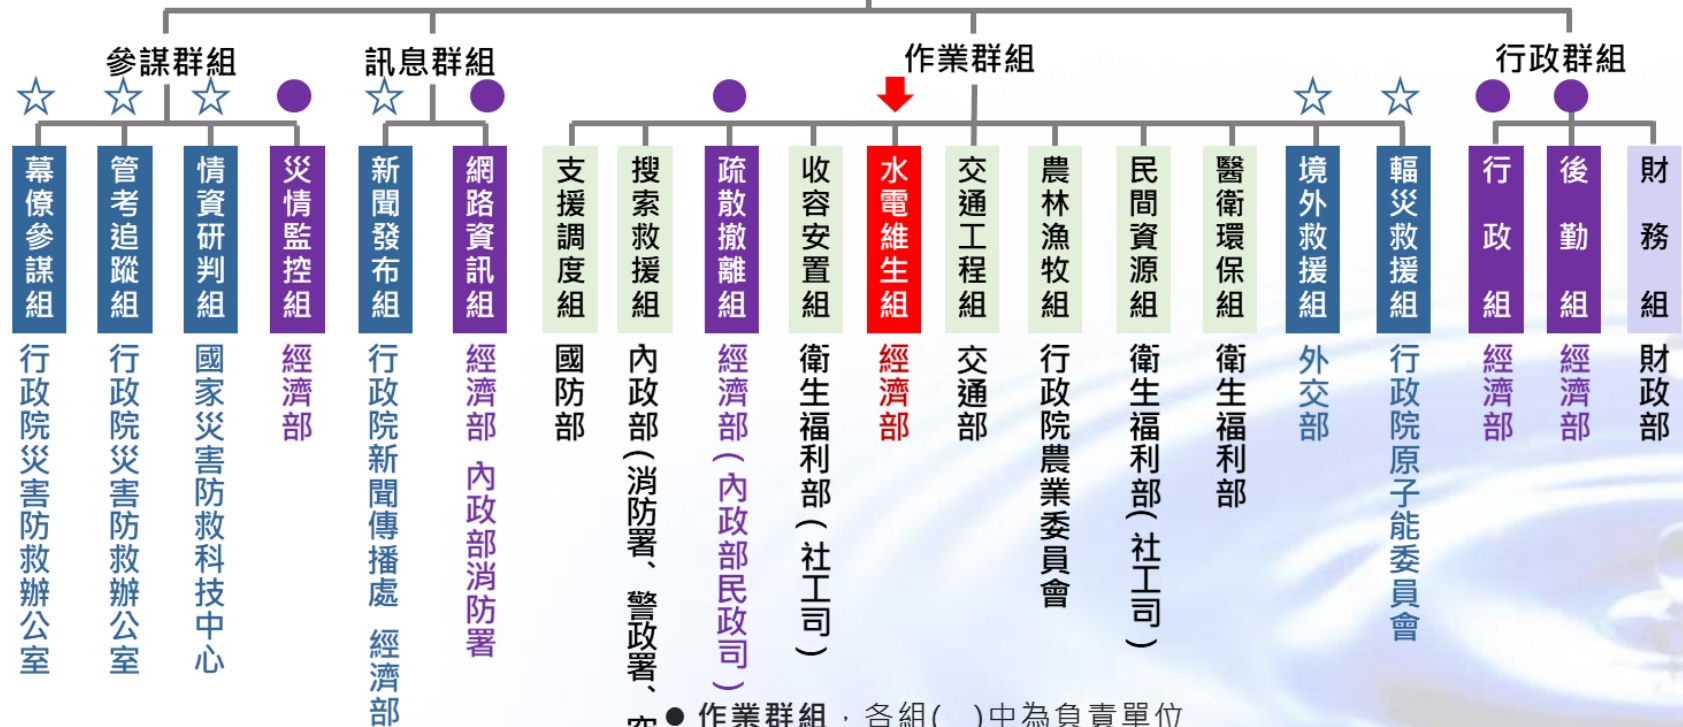 參謀群組
訊息群組
作業群組
行政群組
幕僚參謀組
管考追蹤組
情資研判組
災情監控組
新聞發布組
網路資訊組
支援調度組
搜索救援組
疏散撤離組
收容安置組
水電維生組
交通工程組
農林漁牧組
民間資源組
醫衛環保組
境外救援組
輻災救援組
行政組
後勤組
財務組
行政院災害防救辦公室
行政院災害防救辦公室
國家災害防救科技中心
經濟部
行政院新聞傳播處 經濟部
經濟部 內政部消防署
國防部
內政部(消防署、警政署、
經濟部(內政部民政司)
衛生福利部(社工司)
經濟部
交通部
行政院農業委員會
衛生福利部(社工司)
衛生福利部
外交部
行政院原子能委員會
經濟部
經濟部
財政部
● 作業群組，各組( )中為負責單位